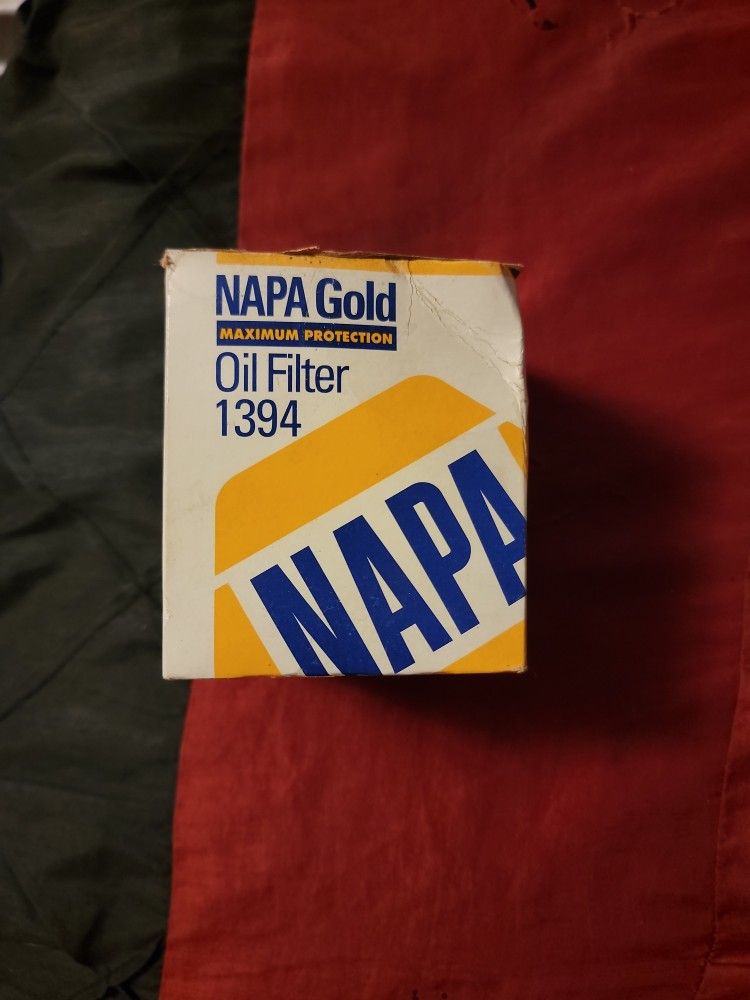 NAPA Gold
MAXIMUM PROTECTION
Oil Filter
1394
NAPA